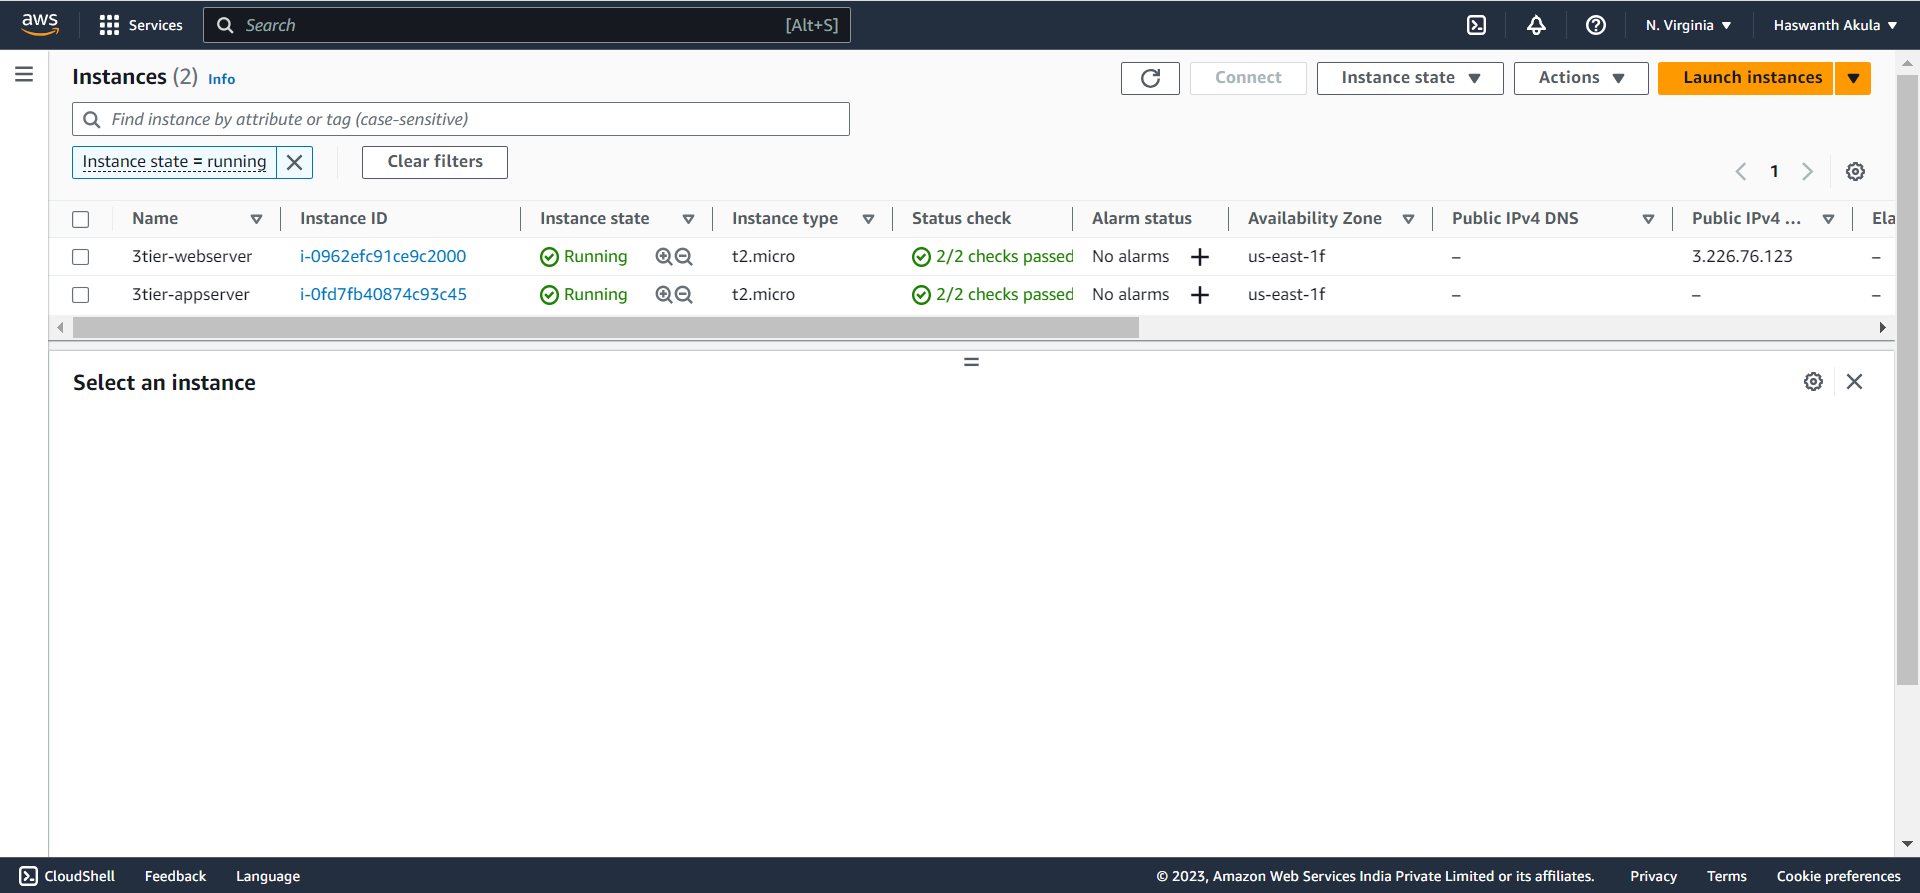 aws Services Search [Alt+S] N. Virginia Haswanth Akula
Instances (2) Info Connect Instance state Actions Launch instances
Find instance by attribute or tag (case-sensitive)
Instance state = running Clear filters
1
Name Instance ID Instance state Instance type Status check Alarm status Availability Zone Public IPv4 DNS Public IPv4 ... Ela
3tier-webserver i-0962efc91ce9c2000 Running t2.micro 2/2 checks passed No alarms + us-east-1f – 3.226.76.123 –
3tier-appserver i-0fd7fb40874c93c45 Running t2.micro 2/2 checks passed No alarms + us-east-1f – – –
Select an instance
CloudShell Feedback Language © 2023, Amazon Web Services India Private Limited or its affiliates. Privacy Terms Cookie preferences